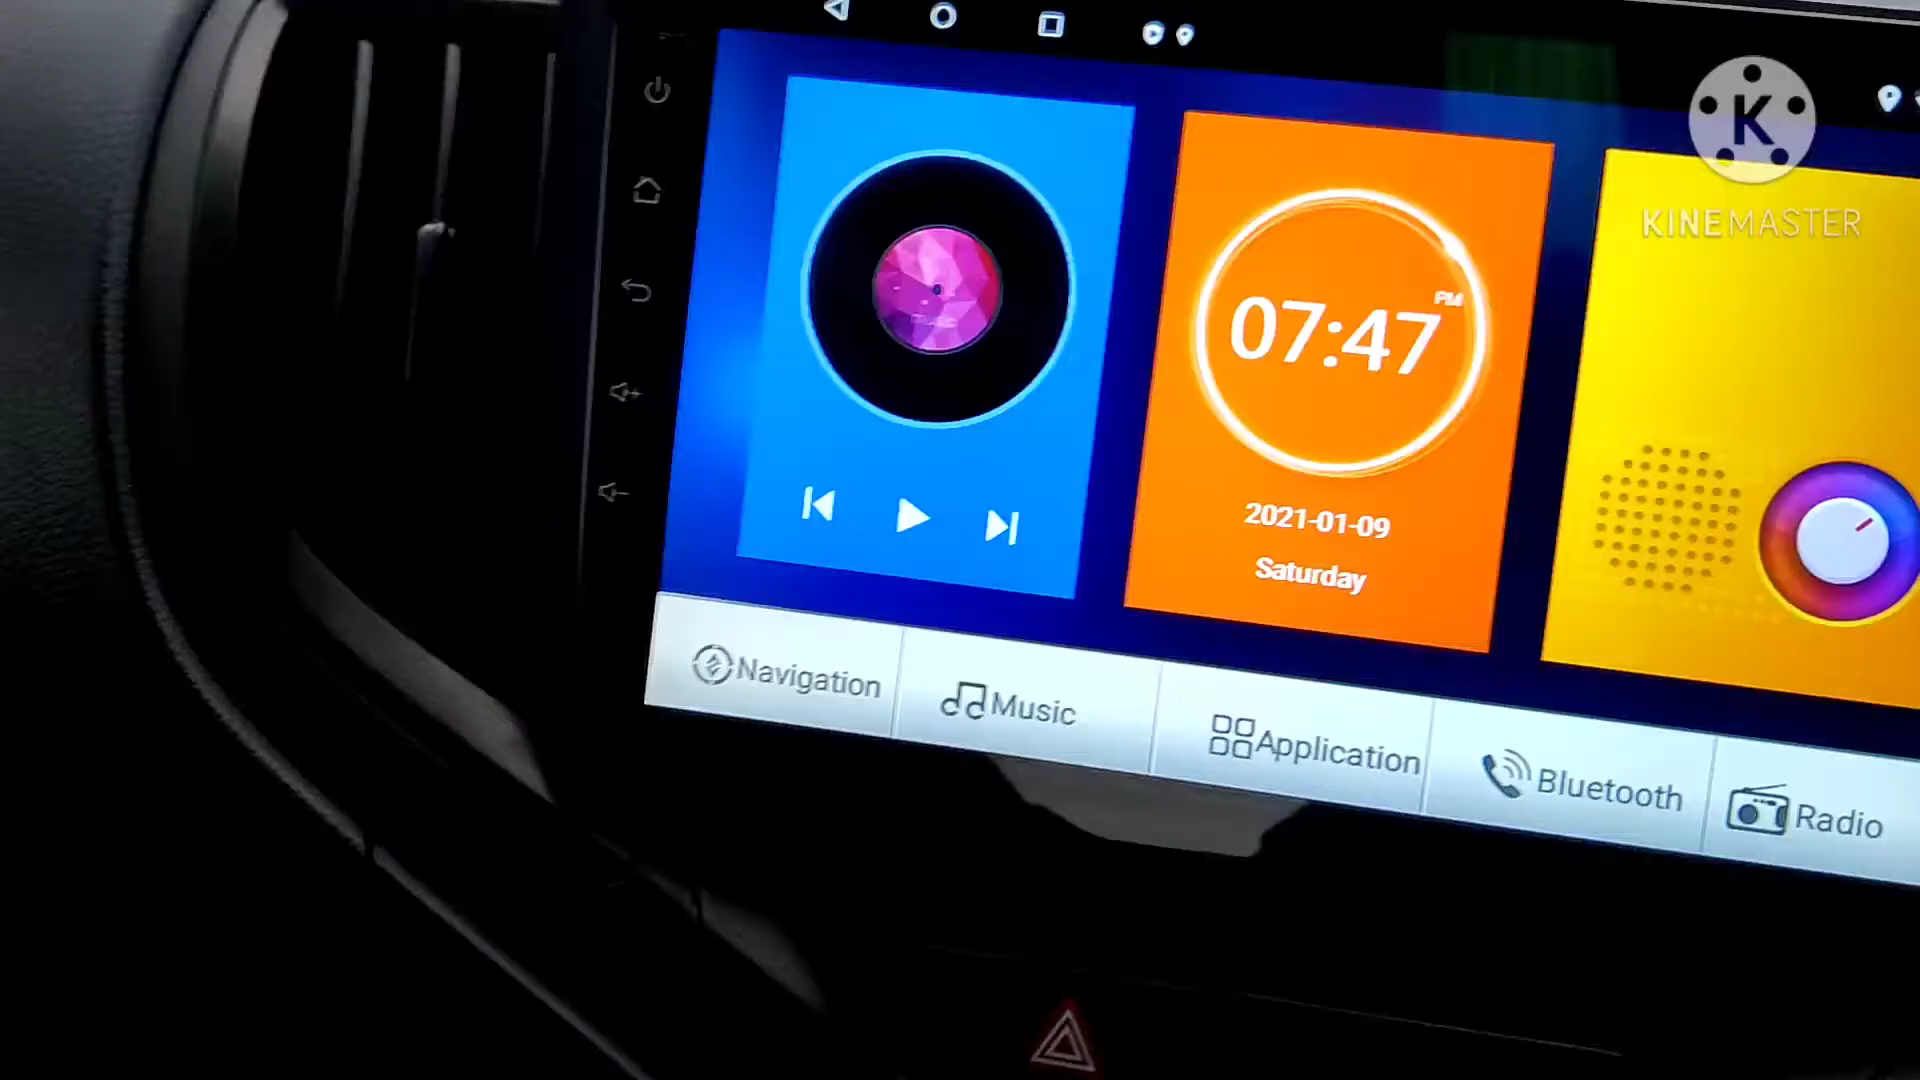 K
KINEMASTER
PM
07:47
2021-01-09
Saturday
Navigation
Music
Application
Bluetooth
Radio